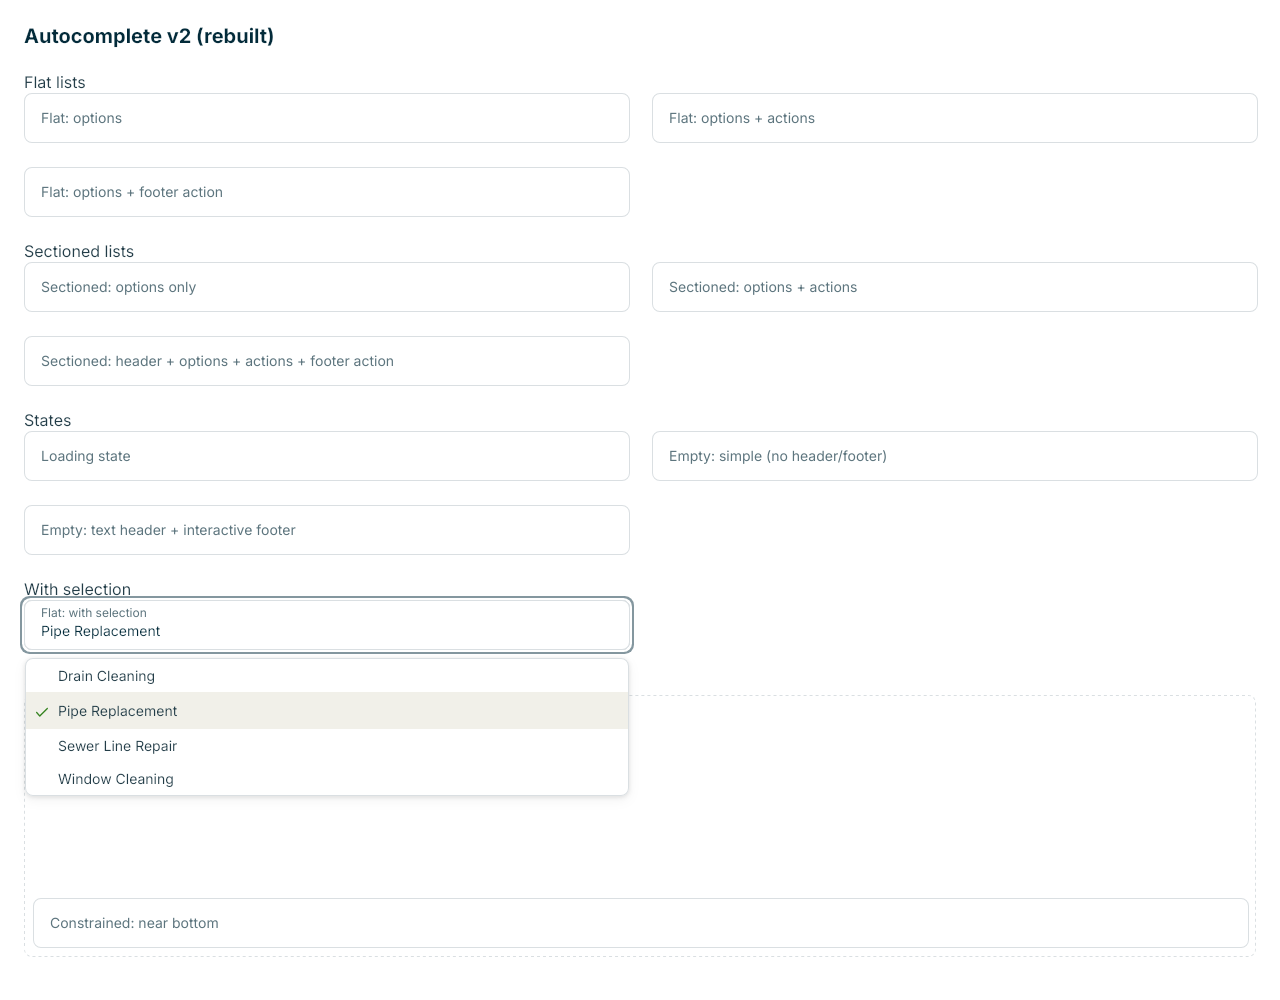 Autocomplete v2 (rebuilt)
Flat lists
Flat: options
Flat: options + actions
Flat: options + footer action
Sectioned lists
Sectioned: options only
Sectioned: options + actions
Sectioned: header + options + actions + footer action
States
Loading state
Empty: simple (no header/footer)
Empty: text header + interactive footer
With selection
Flat: with selection
Pipe Replacement
Drain Cleaning
Pipe Replacement
Sewer Line Repair
Window Cleaning
Constrained: near bottom